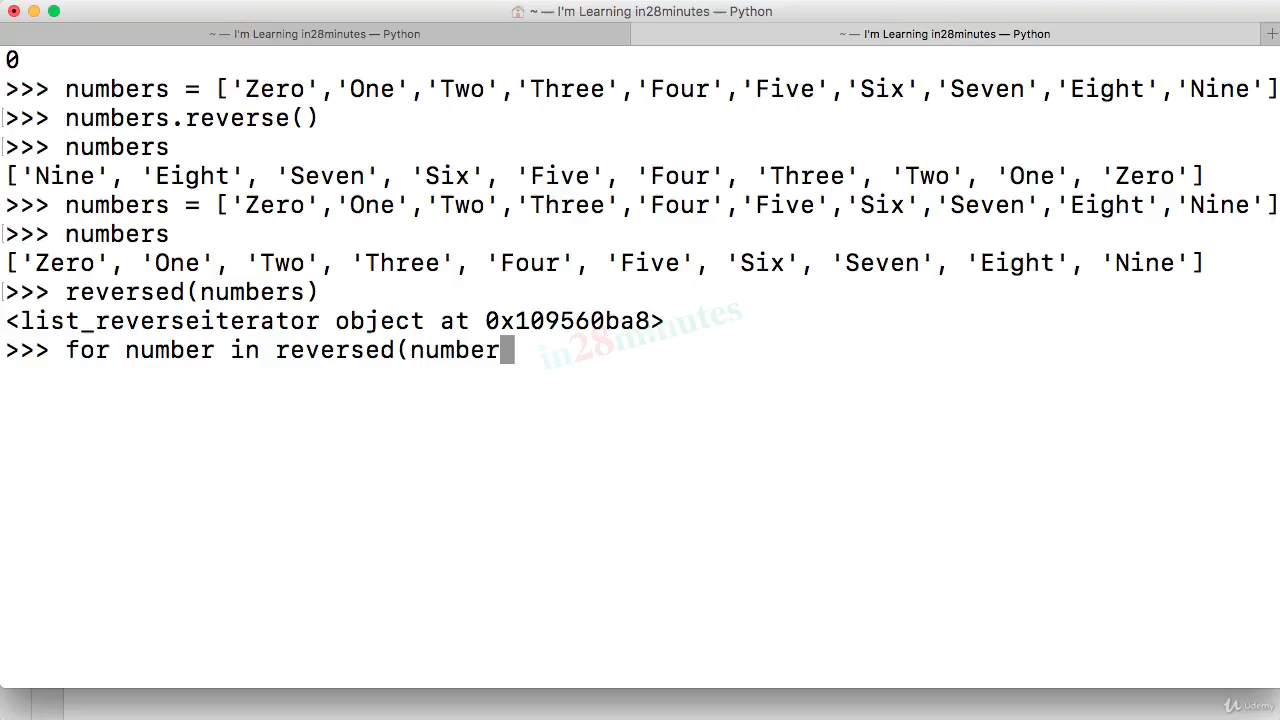 ~ — I'm Learning in28minutes — Python
~ — I'm Learning in28minutes — Python
~ — I'm Learning in28minutes — Python
0
>>> numbers = ['Zero','One','Two','Three','Four','Five','Six','Seven','Eight','Nine']
>>> numbers.reverse()
>>> numbers
['Nine', 'Eight', 'Seven', 'Six', 'Five', 'Four', 'Three', 'Two', 'One', 'Zero']
>>> numbers = ['Zero','One','Two','Three','Four','Five','Six','Seven','Eight','Nine']
>>> numbers
['Zero', 'One', 'Two', 'Three', 'Four', 'Five', 'Six', 'Seven', 'Eight', 'Nine']
>>> reversed(numbers)
<list_reverseiterator object at 0x109560ba8>
>>> for number in reversed(number
in28minutes
Udemy